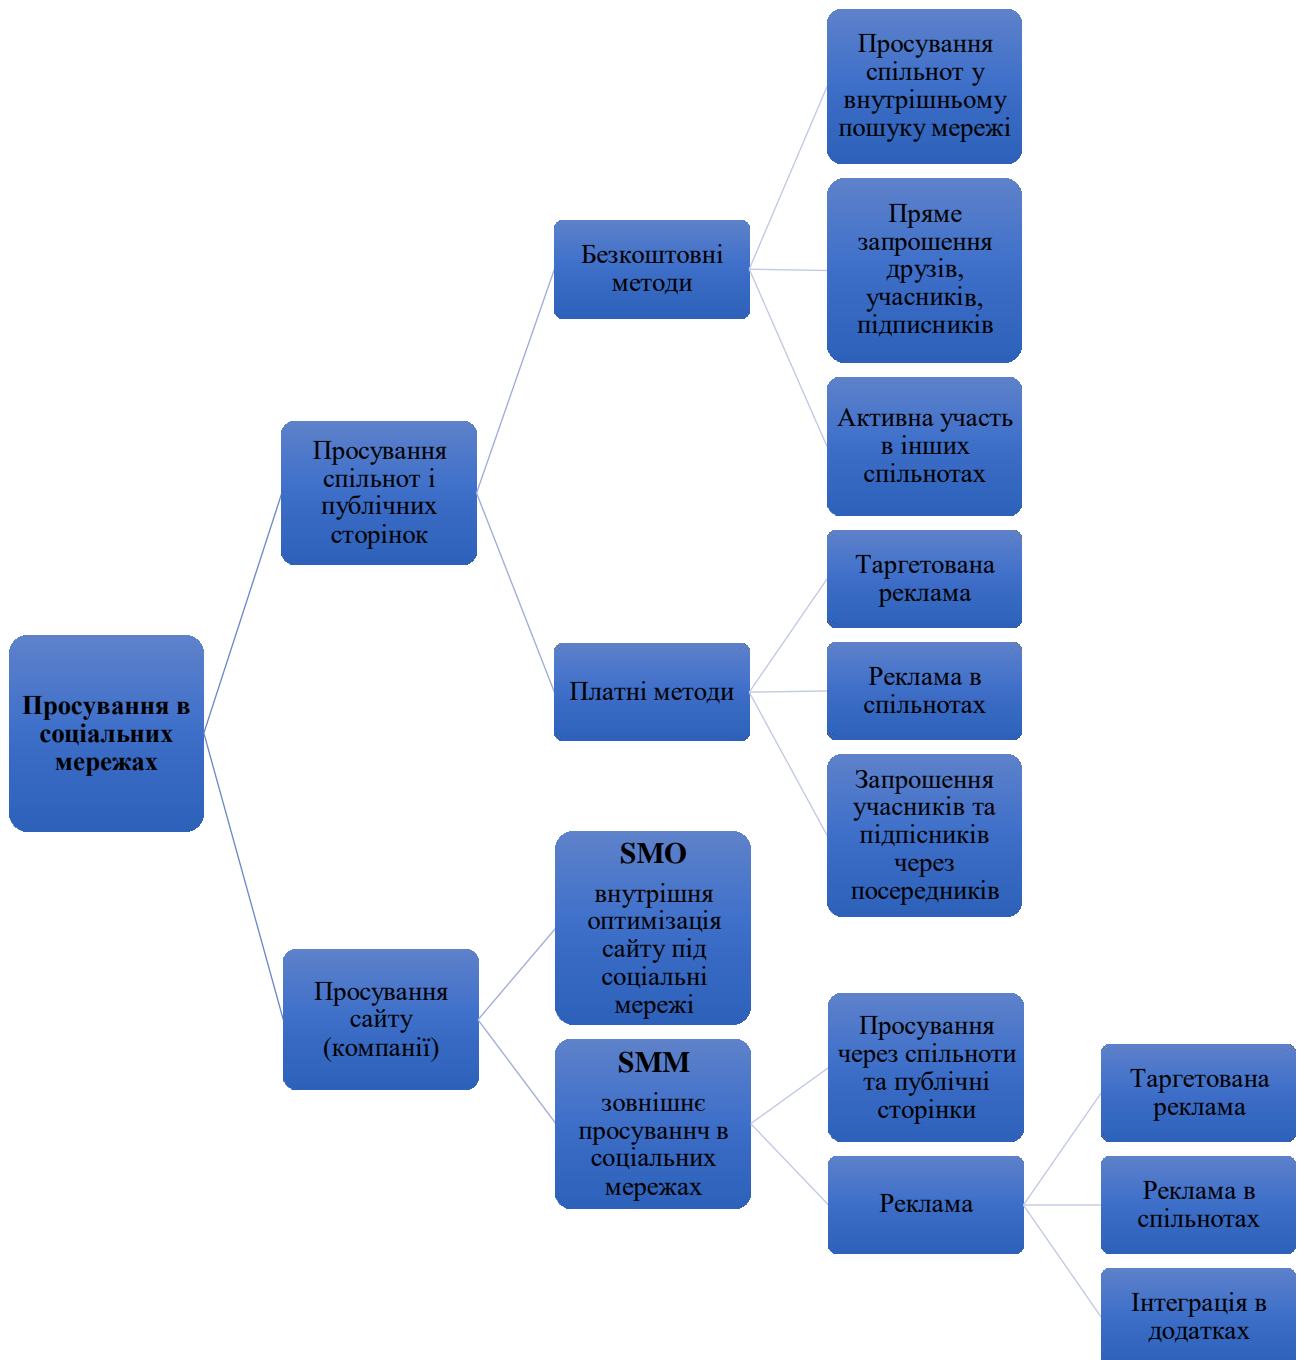 Просування
спільнот у
внутрішньому
пошуку мережі
Пряме
запрошення
друзів,
учасників,
підписників
Безкоштовні
методи
Активна участь
в інших
спільнотах
Просування
спільнот і
публічних
сторінок
Таргетована
реклама
Платні методи
Реклама в
спільнотах
Просування в
соціальних
мережах
Запрошення
учасників та
підпісників
через
посередників
SMO
внутрішня
оптимізація
сайту під
соціальні
мережі
Просування
сайту
(компанії)
SMM
зовнішнє
просуваннч в
соціальних
мережах
Просування
через спільноти
та публічні
сторінки
Реклама
Таргетована
реклама
Реклама в
спільнотах
Інтеграція в
додатках